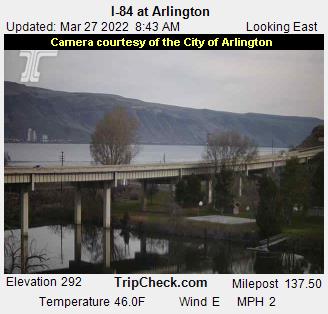 I-84 at Arlington
Updated: Mar 27 2022 8:43 AM Looking East
Camera courtesy of the City of Arlington
Elevation 292 TripCheck.com Milepost 137.50
Temperature 46.0F Wind E MPH 2